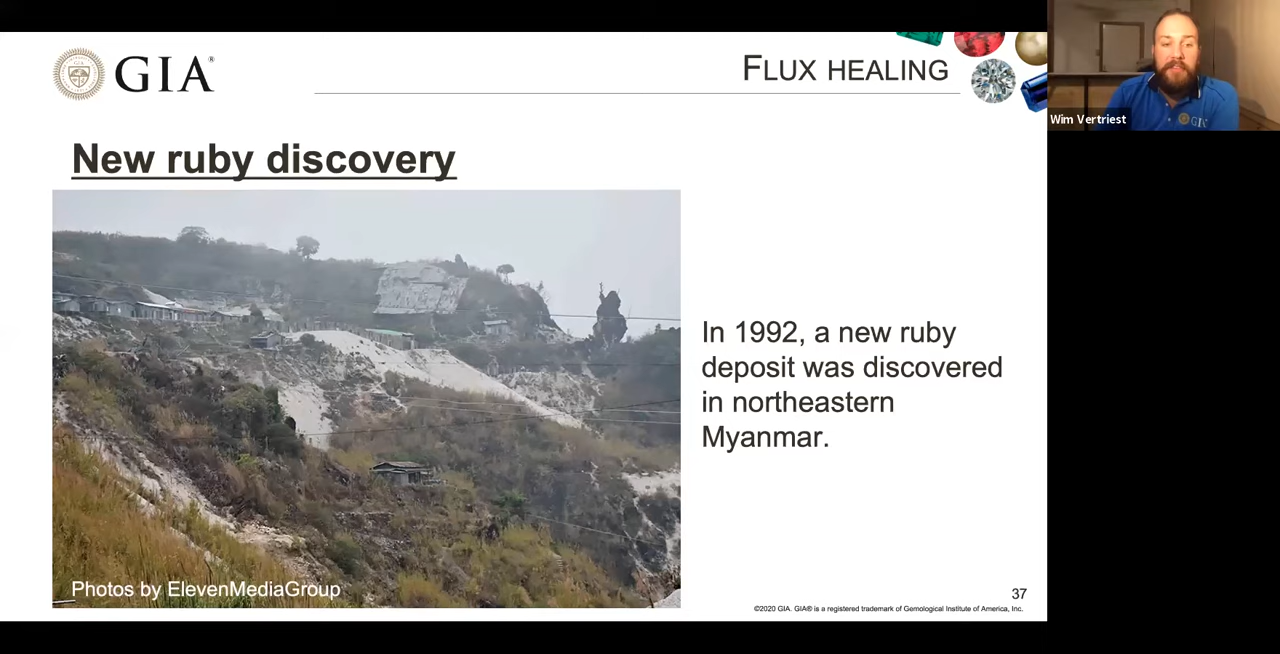 GIA®
FLUX HEALING
Wim Vertriest
GIA
New ruby discovery
In 1992, a new ruby
deposit was discovered
in northeastern
Myanmar.
Photos by ElevenMediaGroup
37
©2020 GIA. GIA® is a registered trademark of Gemological Institute of America, Inc.